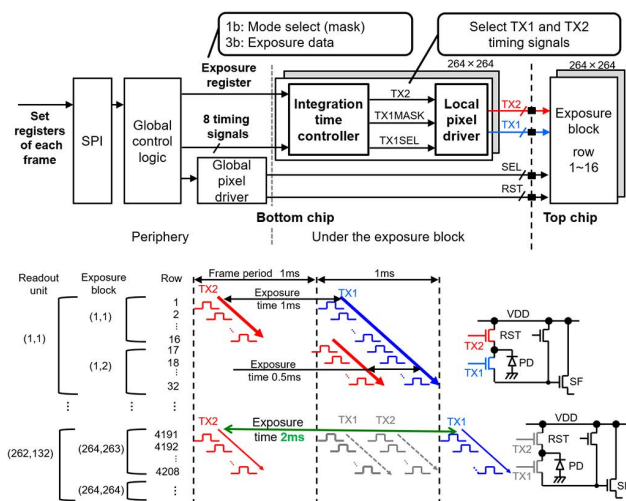 1b: Mode select (mask)
3b: Exposure data
Select TX1 and TX2
timing signals
Exposure
register
264×264
264×264
Set
registers
of each
frame
SPI
Global
control
logic
8 timing
signals
Integration
time
controller
TX2
TX1MASK
TX1SEL
Local
pixel
driver
TX2
TX1
Exposure
block
row
1~16
Global
pixel
driver
SEL
RST
Bottom chip
Top chip
Periphery
Under the exposure block
Readout
unit
Exposure
block
Row
Frame period 1ms
1ms
(1,1)
(1,1)
1
2
⋮
16
(1,2)
17
18
⋮
32
⋮
⋮
⋮
(262,132)
(264,263)
4191
4192
⋮
4208
(264,264)
⋮
TX2
Exposure
time 1ms
TX1
Exposure
time 0.5ms
TX2
Exposure
time 2ms
TX1
TX2
TX1
VDD
RST
TX2
TX1
PD
SF
VDD
RST
TX2
TX1
PD